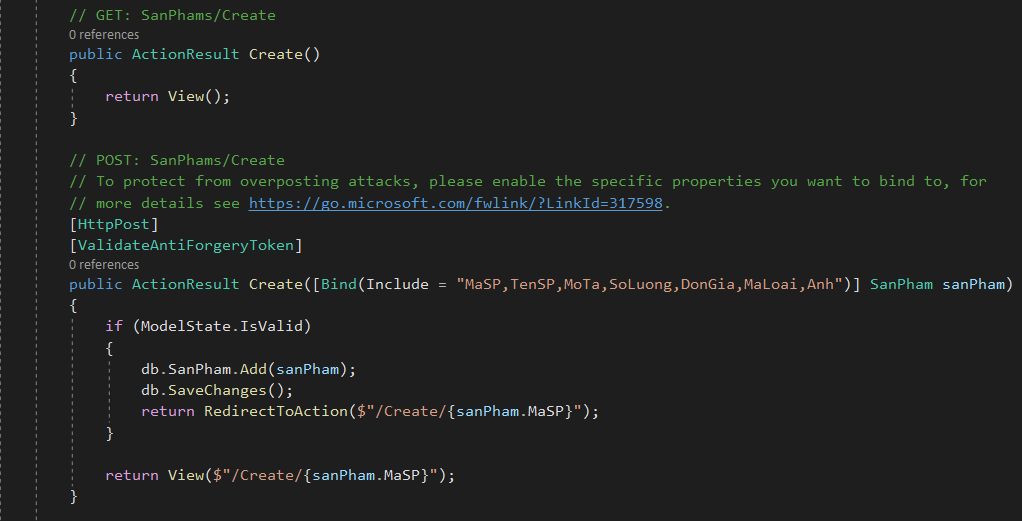 // GET: SanPhams/Create
0 references
public ActionResult Create()
{
return View();
}
// POST: SanPhams/Create
// To protect from overposting attacks, please enable the specific properties you want to bind to, for
// more details see https://go.microsoft.com/fwlink/?LinkId=317598.
[HttpPost]
[ValidateAntiForgeryToken]
0 references
public ActionResult Create([Bind(Include = "MaSP,TenSP,MoTa,SoLuong,DonGia,MaLoai,Anh")] SanPham sanPham)
{
if (ModelState.IsValid)
{
db.SanPham.Add(sanPham);
db.SaveChanges();
return RedirectToAction($"/Create/{sanPham.MaSP}");
}
return View($"/Create/{sanPham.MaSP}");
}